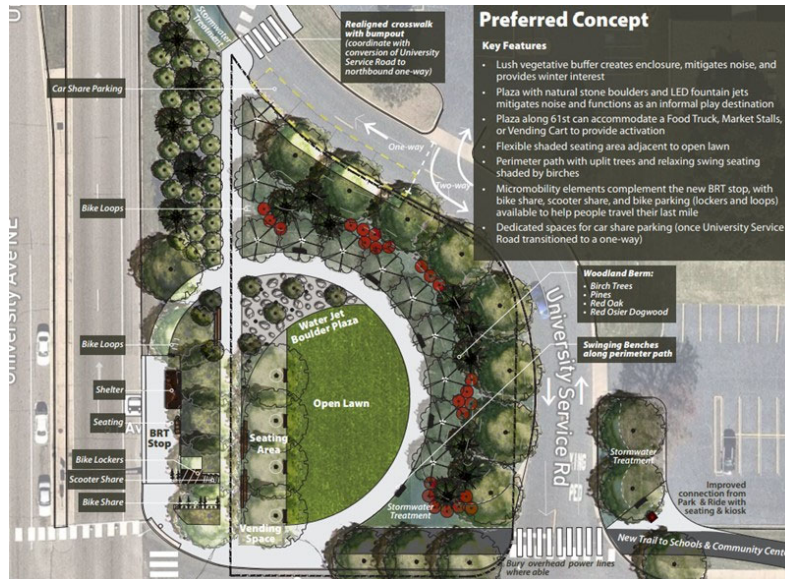 Stormwater
Treatment
Realigned crosswalk
with bumpout
(coordinate with
conversion of University
Service Road to
northbound one-way)
Preferred Concept
Key Features
• Lush vegetative buffer creates enclosure, mitigates noise, and
provides winter interest
• Plaza with natural stone boulders and LED fountain jets
mitigates noise and functions as an informal play destination
• Plaza along 61st can accommodate a Food Truck, Market Stalls,
or Vending Cart to provide activation
• Flexible shaded seating area adjacent to open lawn
• Perimeter path with uplit trees and relaxing swing seating
shaded by birches
• Micromobility elements complement the new BRT stop, with
bike share, scooter share, and bike parking (lockers and loops)
available to help people travel their last mile
• Dedicated spaces for car share parking (once University Service
Road transitioned to a one-way)
Car Share Parking
One-way
Two-way
Bike Loops
University Ave NE
Woodland Berm:
• Birch Trees
• Pines
• Red Oak
• Red Osier Dogwood
Water Jet
Boulder Plaza
University Service Rd
Bike Loops
Swinging Benches
along perimeter path
Shelter
Open Lawn
Seating
Av
BRT
Stop
Seating
Area
Bike Lockers
Scooter Share
Bike Share
Stormwater
Treatment
Stormwater
Treatment
Improved
connection from
Park & Ride with
seating & kiosk
Vending
Space
New Trail to Schools & Community Cente
Bury overhead power lines
where able